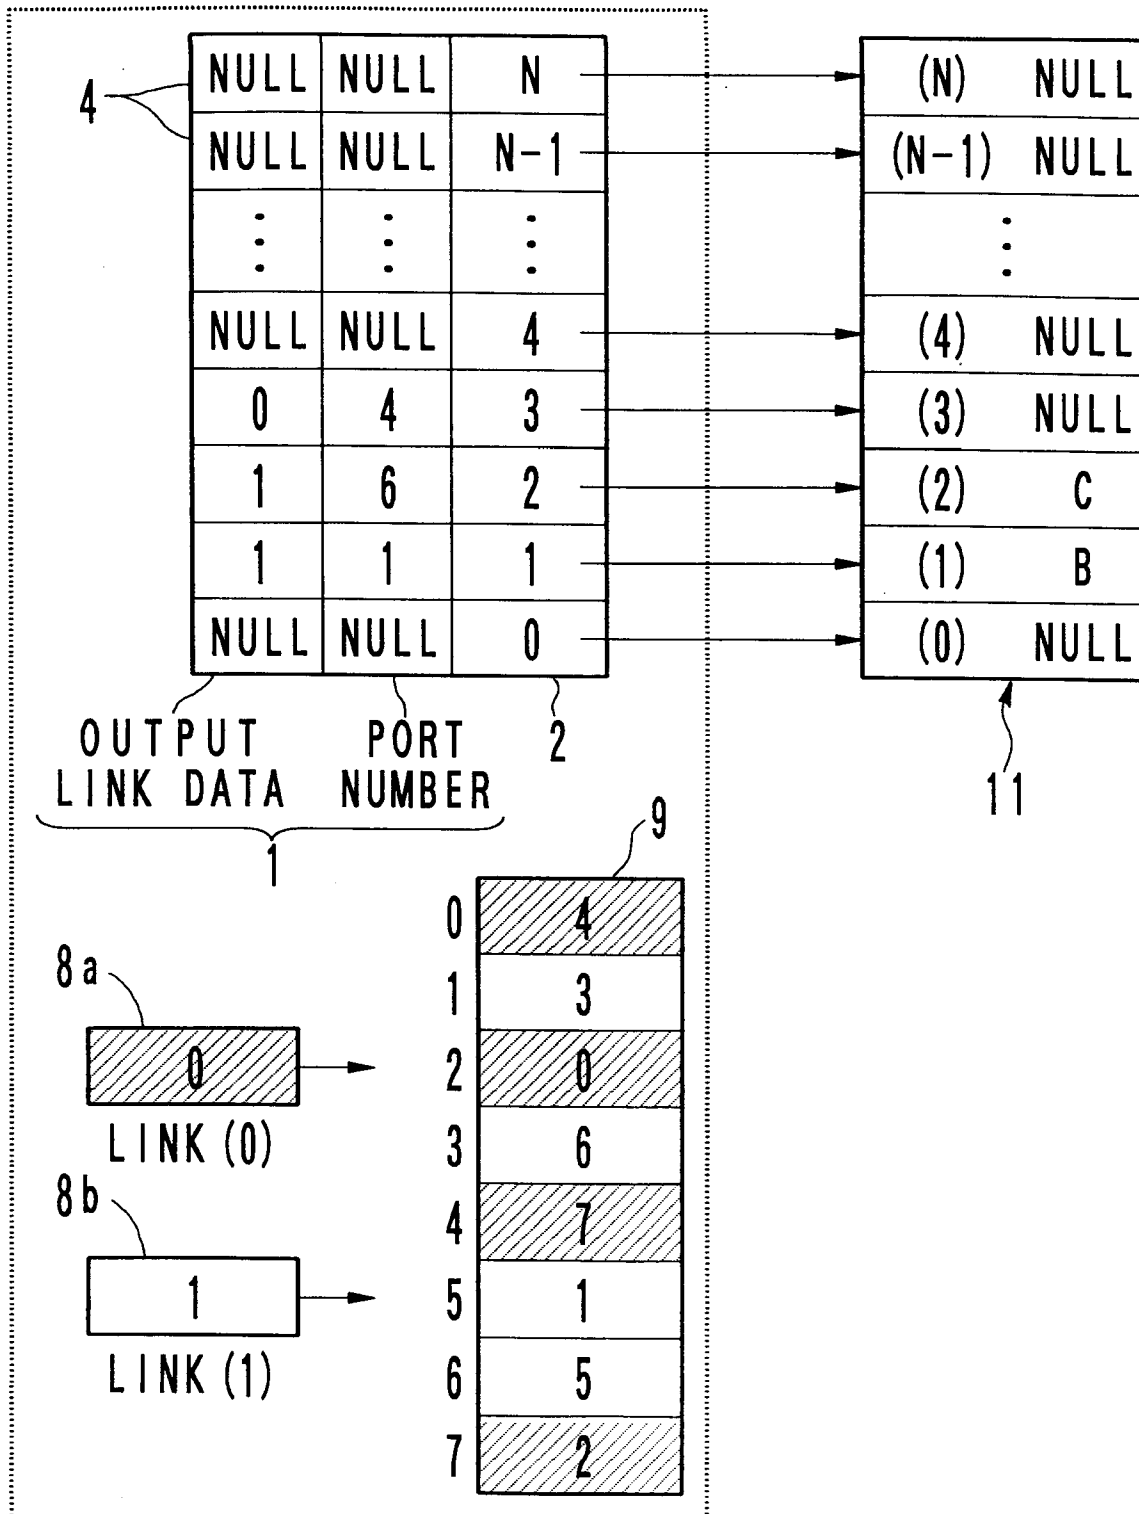 NULL NULL N (N) NULL
4
NULL NULL N-1 (N-1) NULL
NULL NULL 4 (4) NULL
0 4 3 (3) NULL
1 6 2 (2) C
1 1 1 (1) B
NULL NULL 0 (0) NULL
OUTPUT LINK DATA
PORT NUMBER
2
11
1
9
0 4
8a
1 3
0
2 0
LINK (0)
3 6
8b
4 7
1
5 1
LINK (1)
6 5
7 2